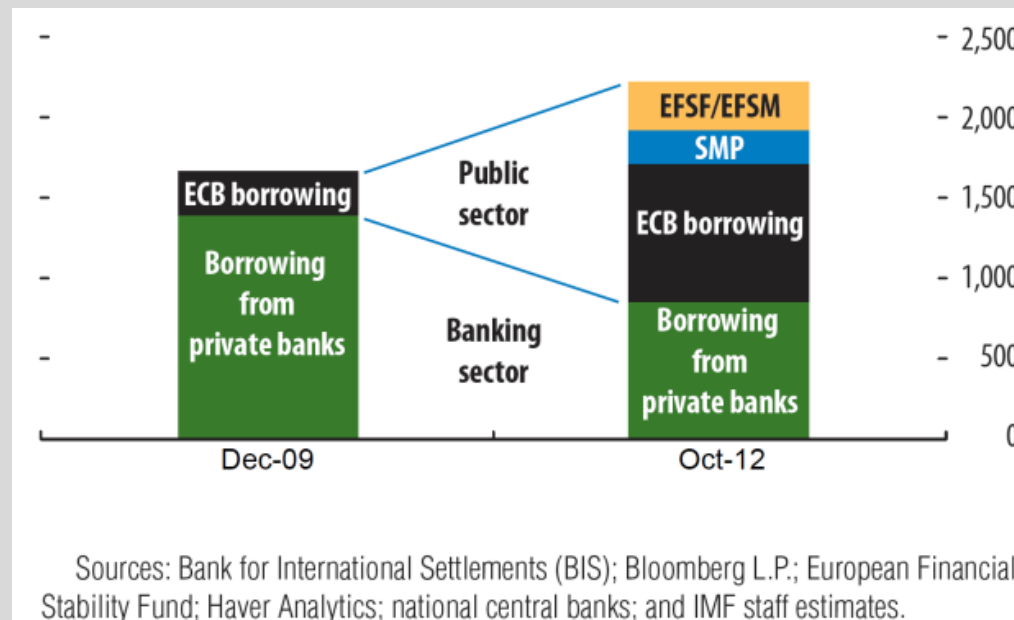 - - 2,500
EFSF/EFSM
- - 2,000
SMP
Public
sector
ECB borrowing
- - 1,500
ECB borrowing
Borrowing
from
private banks
- - 1,000
Banking
sector
Borrowing
from
private banks
- - 500
0
Dec-09
Oct-12
Sources: Bank for International Settlements (BIS); Bloomberg L.P.; European Financial
Stability Fund; Haver Analytics; national central banks; and IMF staff estimates.